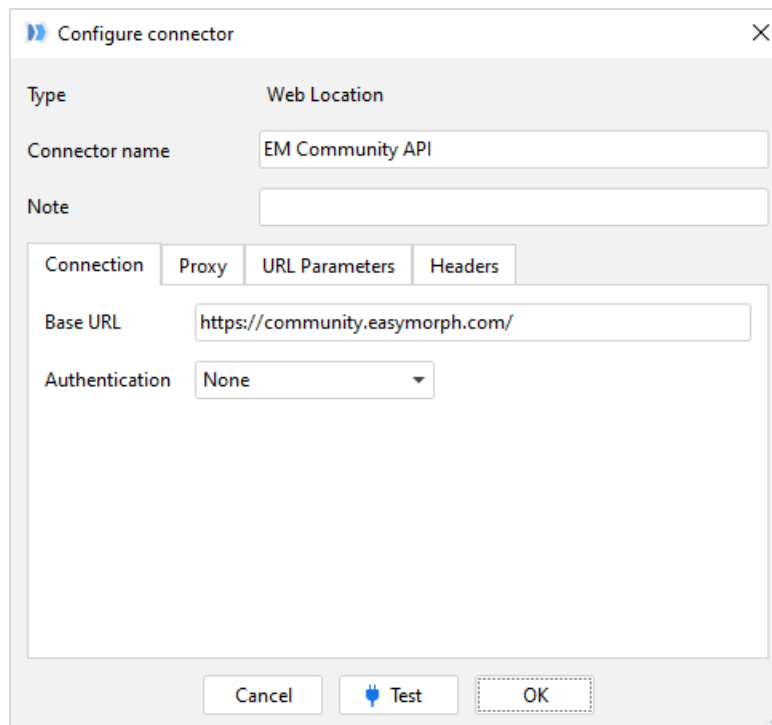 Configure connector
Type Web Location
Connector name EM Community API
Note
Connection Proxy URL Parameters Headers
Base URL https://community.easymorph.com/
Authentication None
Cancel Test OK